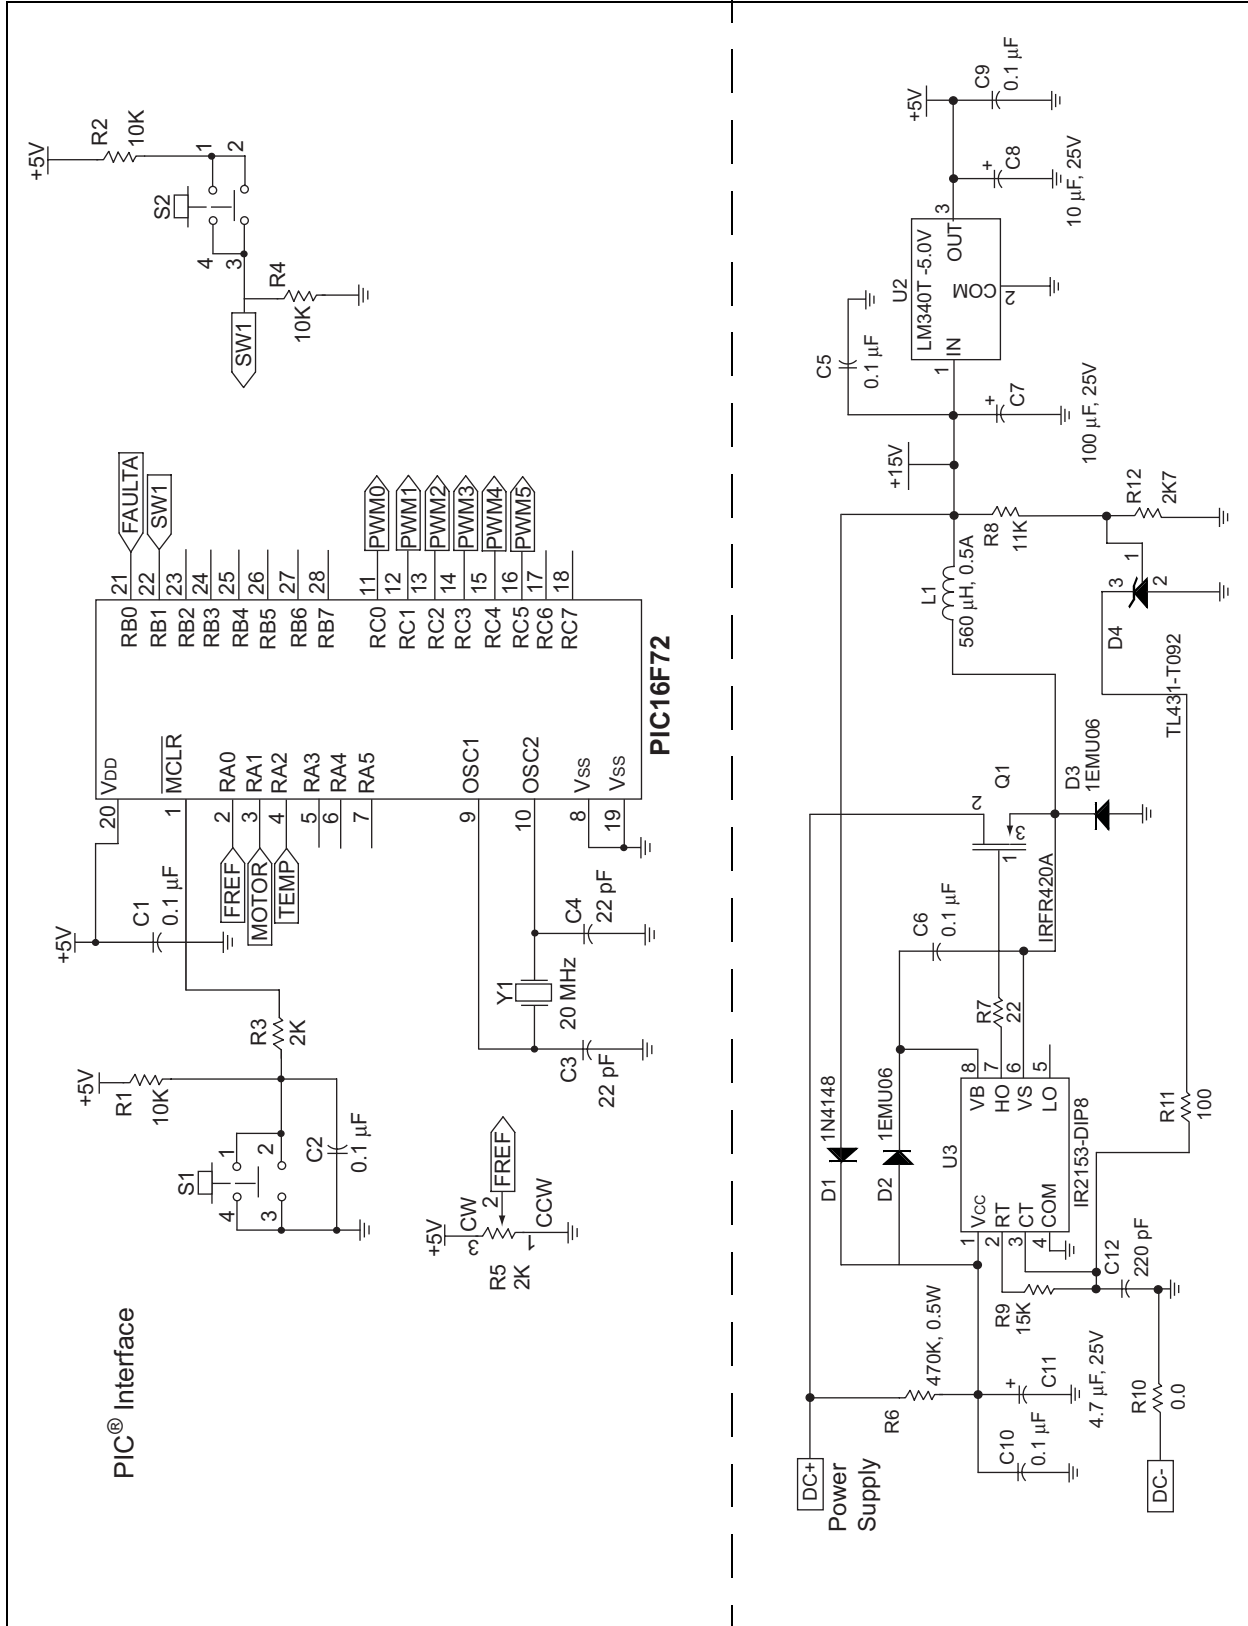 PIC® Interface
+5V
R1
10K
S1
1
2
3
4
C2
0.1 µF
R3
2K
+5V
C1
0.1 µF
FREF
MOTOR
TEMP
20
1
2
3
4
5
6
7
9
10
8
19
VDD
MCLR
RA0
RA1
RA2
RA3
RA4
RA5
OSC1
OSC2
VSS
VSS
PIC16F72
RB0
RB1
RB2
RB3
RB4
RB5
RB6
RB7
RC0
RC1
RC2
RC3
RC4
RC5
RC6
RC7
21
22
23
24
25
26
27
28
11
12
13
14
15
16
17
18
FAULTA
SW1
PWM0
PWM1
PWM2
PWM3
PWM4
PWM5
+5V
R2
10K
S2
1
2
3
4
SW1
R4
10K
+5V
CW
3
2
FREF
R5
2K
1
CCW
Y1
20 MHz
C3
22 pF
C4
22 pF
DC+
Power
Supply
R6
470K, 0.5W
C10
0.1 µF
C11
4.7 µF, 25V
+
R10
0.0
DC-
D1
1N4148
D2
1EMU06
U3
VCC
RT
CT
COM
1
2
3
4
VB
HO
VS
LO
8
7
6
5
IR2153-DIP8
R9
15K
C12
220 pF
R11
100
R7
22
C6
0.1 µF
IRFR420A
Q1
1
2
3
D3
1EMU06
L1
560 µH, 0.5A
R8
11K
D4
TL431-T092
3
1
2
R12
2K7
+15V
C7
100 µF, 25V
+
C5
0.1 µF
U2
LM340T -5.0V
IN
OUT
COM
1
3
2
+
C8
10 µF, 25V
+5V
C9
0.1 µF